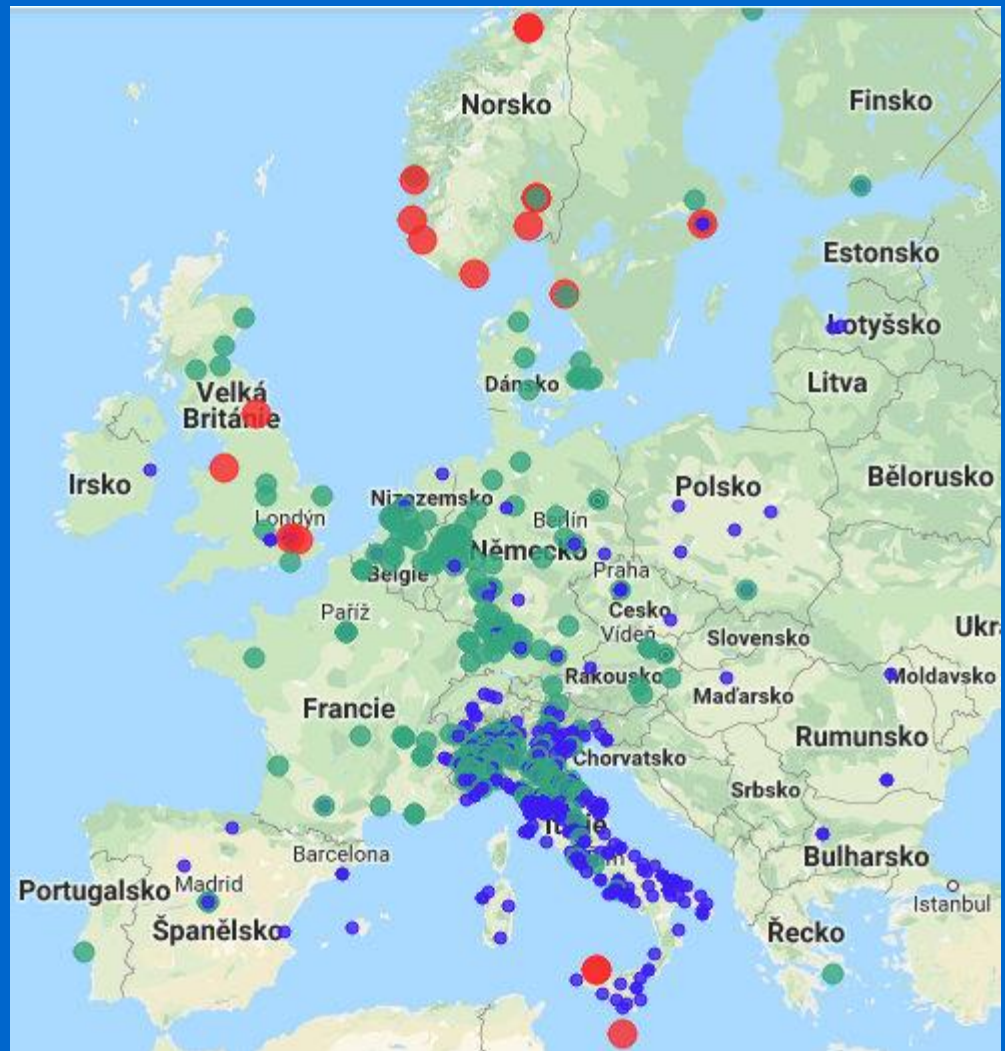 Norsko
Finsko
Estonsko
Lotyšsko
Litva
Dánsko
Velká
Británie
Irsko
Bělorusko
Polsko
Nizozemsko
Londýn
Berlín
Německo
Belgie
Praha
Česko
Paříž
Vídeň
Slovensko
Ukr
Rakousko
Maďarsko
Moldavsko
Francie
Rumunsko
Chorvatsko
Srbsko
Itálie
Barcelona
Bulharsko
Portugalsko
Madrid
Istanbul
Španělsko
Řecko